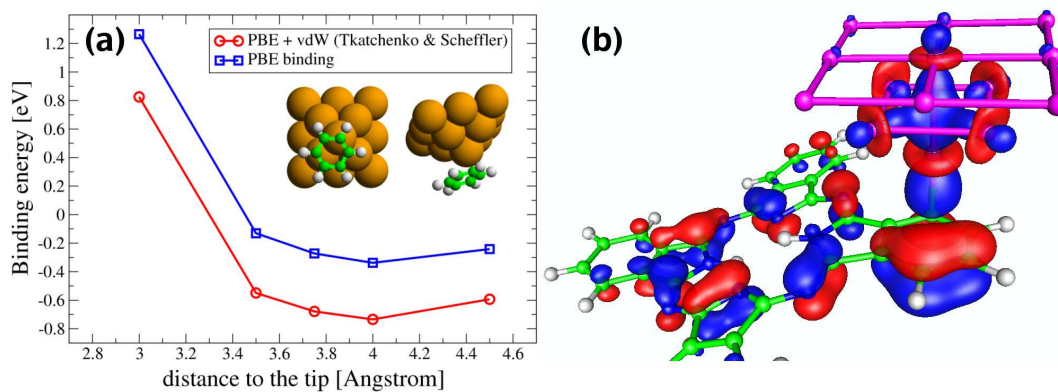 (a)
PBE + vdW (Tkatchenko & Scheffler)
PBE binding
Binding energy [eV]
1.2
1
0.8
0.6
0.4
0.2
0
-0.2
-0.4
-0.6
-0.8
2.8 3 3.2 3.4 3.6 3.8 4 4.2 4.4 4.6
distance to the tip [Angstrom]
(b)